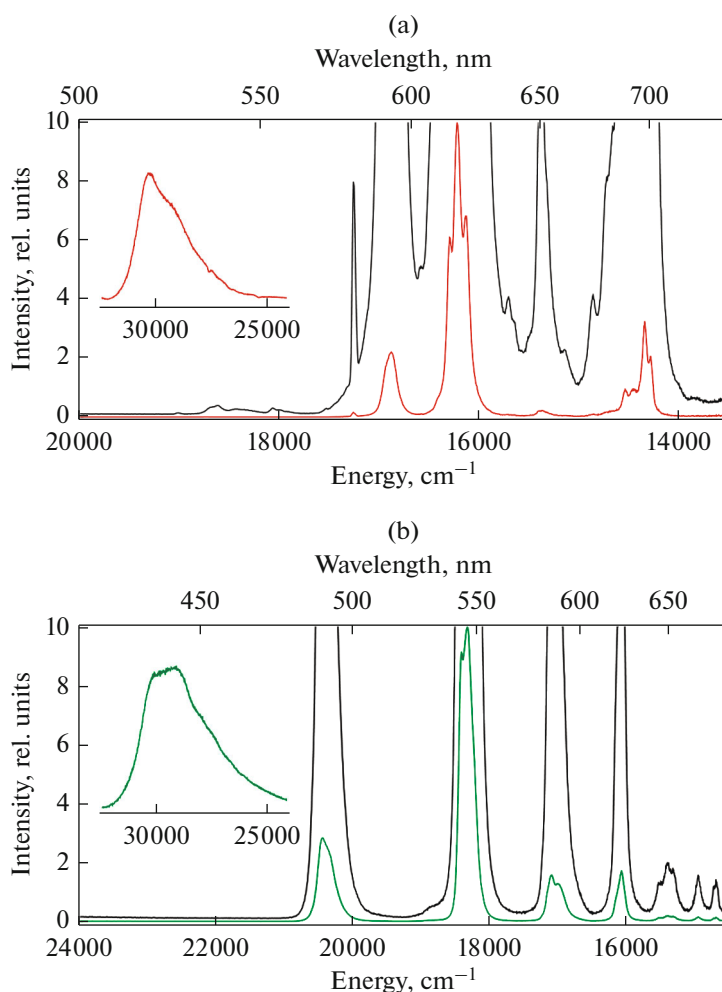 (a)
Wavelength, nm
500 550 600 650 700
10
8
6
4
2
0
Intensity, rel. units
30000 25000
20000 18000 16000 14000
Energy, cm−1
(b)
Wavelength, nm
450 500 550 600 650
10
8
6
4
2
0
Intensity, rel. units
30000 25000
24000 22000 20000 18000 16000
Energy, cm−1